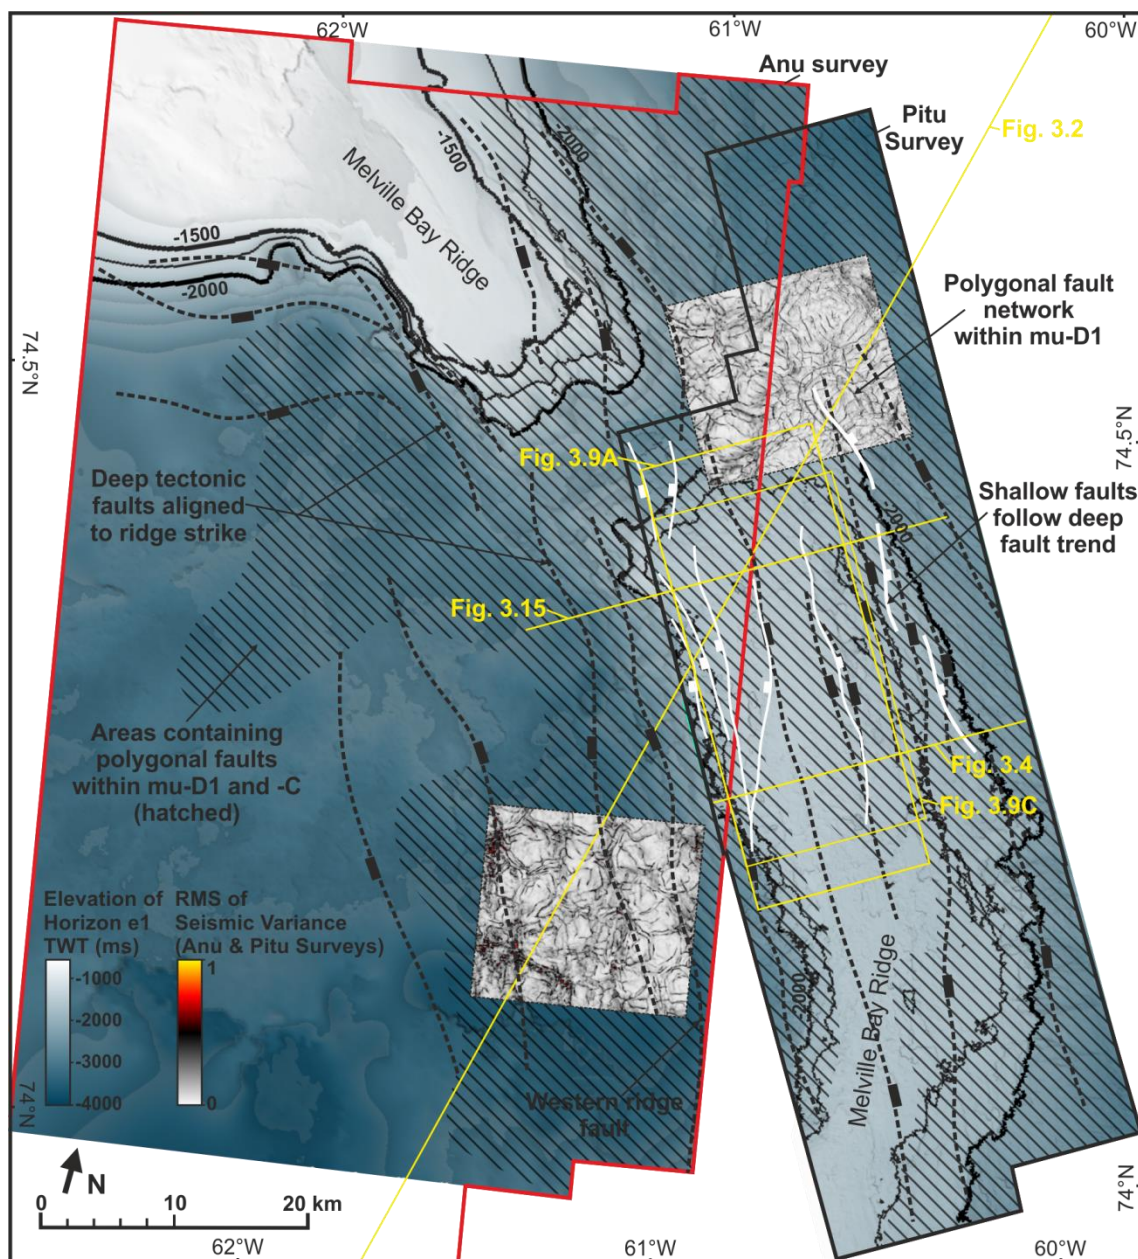 62°W
61°W
60°W
Anu survey
Pitu
Survey
Fig. 3.2
-1500
-2000
Melville Bay Ridge
-1500
-2000
74.5°N
Polygonal fault
network
within mu-D1
74.5°N
Fig. 3.9A
Deep tectonic
faults aligned
to ridge strike
Shallow faults
follow deep
fault trend
-2000
Fig. 3.15
Areas containing
polygonal faults
within mu-D1 and -C
(hatched)
Fig. 3.4
Fig. 3.9C
Elevation of
Horizon e1
TWT (ms)
-1000
-2000
-3000
-4000
RMS of
Seismic Variance
(Anu & Pitu Surveys)
1
0
-2000
Melville Bay Ridge
Western ridge
fault
74°N
74°N
N
0 10 20 km
62°W
61°W
60°W